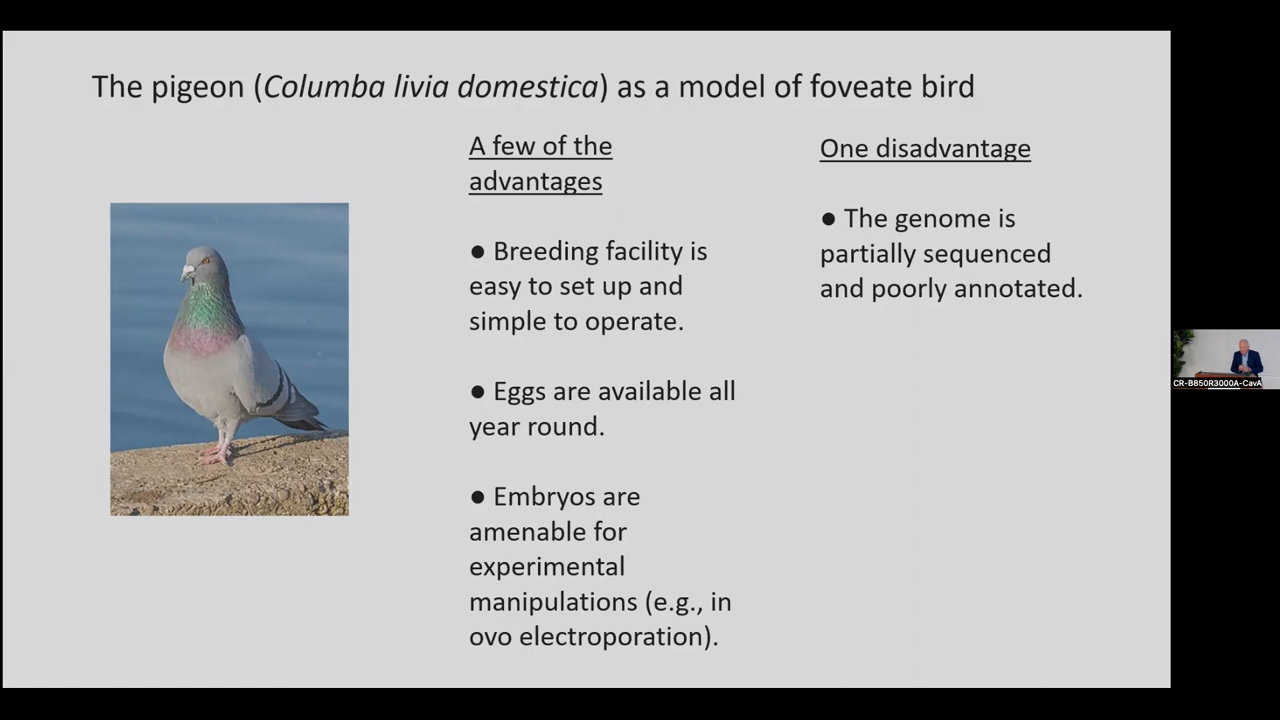 The pigeon (Columba livia domestica) as a model of foveate bird
A few of the
advantages
● Breeding facility is
easy to set up and
simple to operate.
● Eggs are available all
year round.
● Embryos are
amenable for
experimental
manipulations (e.g., in
ovo electroporation).
One disadvantage
● The genome is
partially sequenced
and poorly annotated.
CR-B850R3000A-CavA